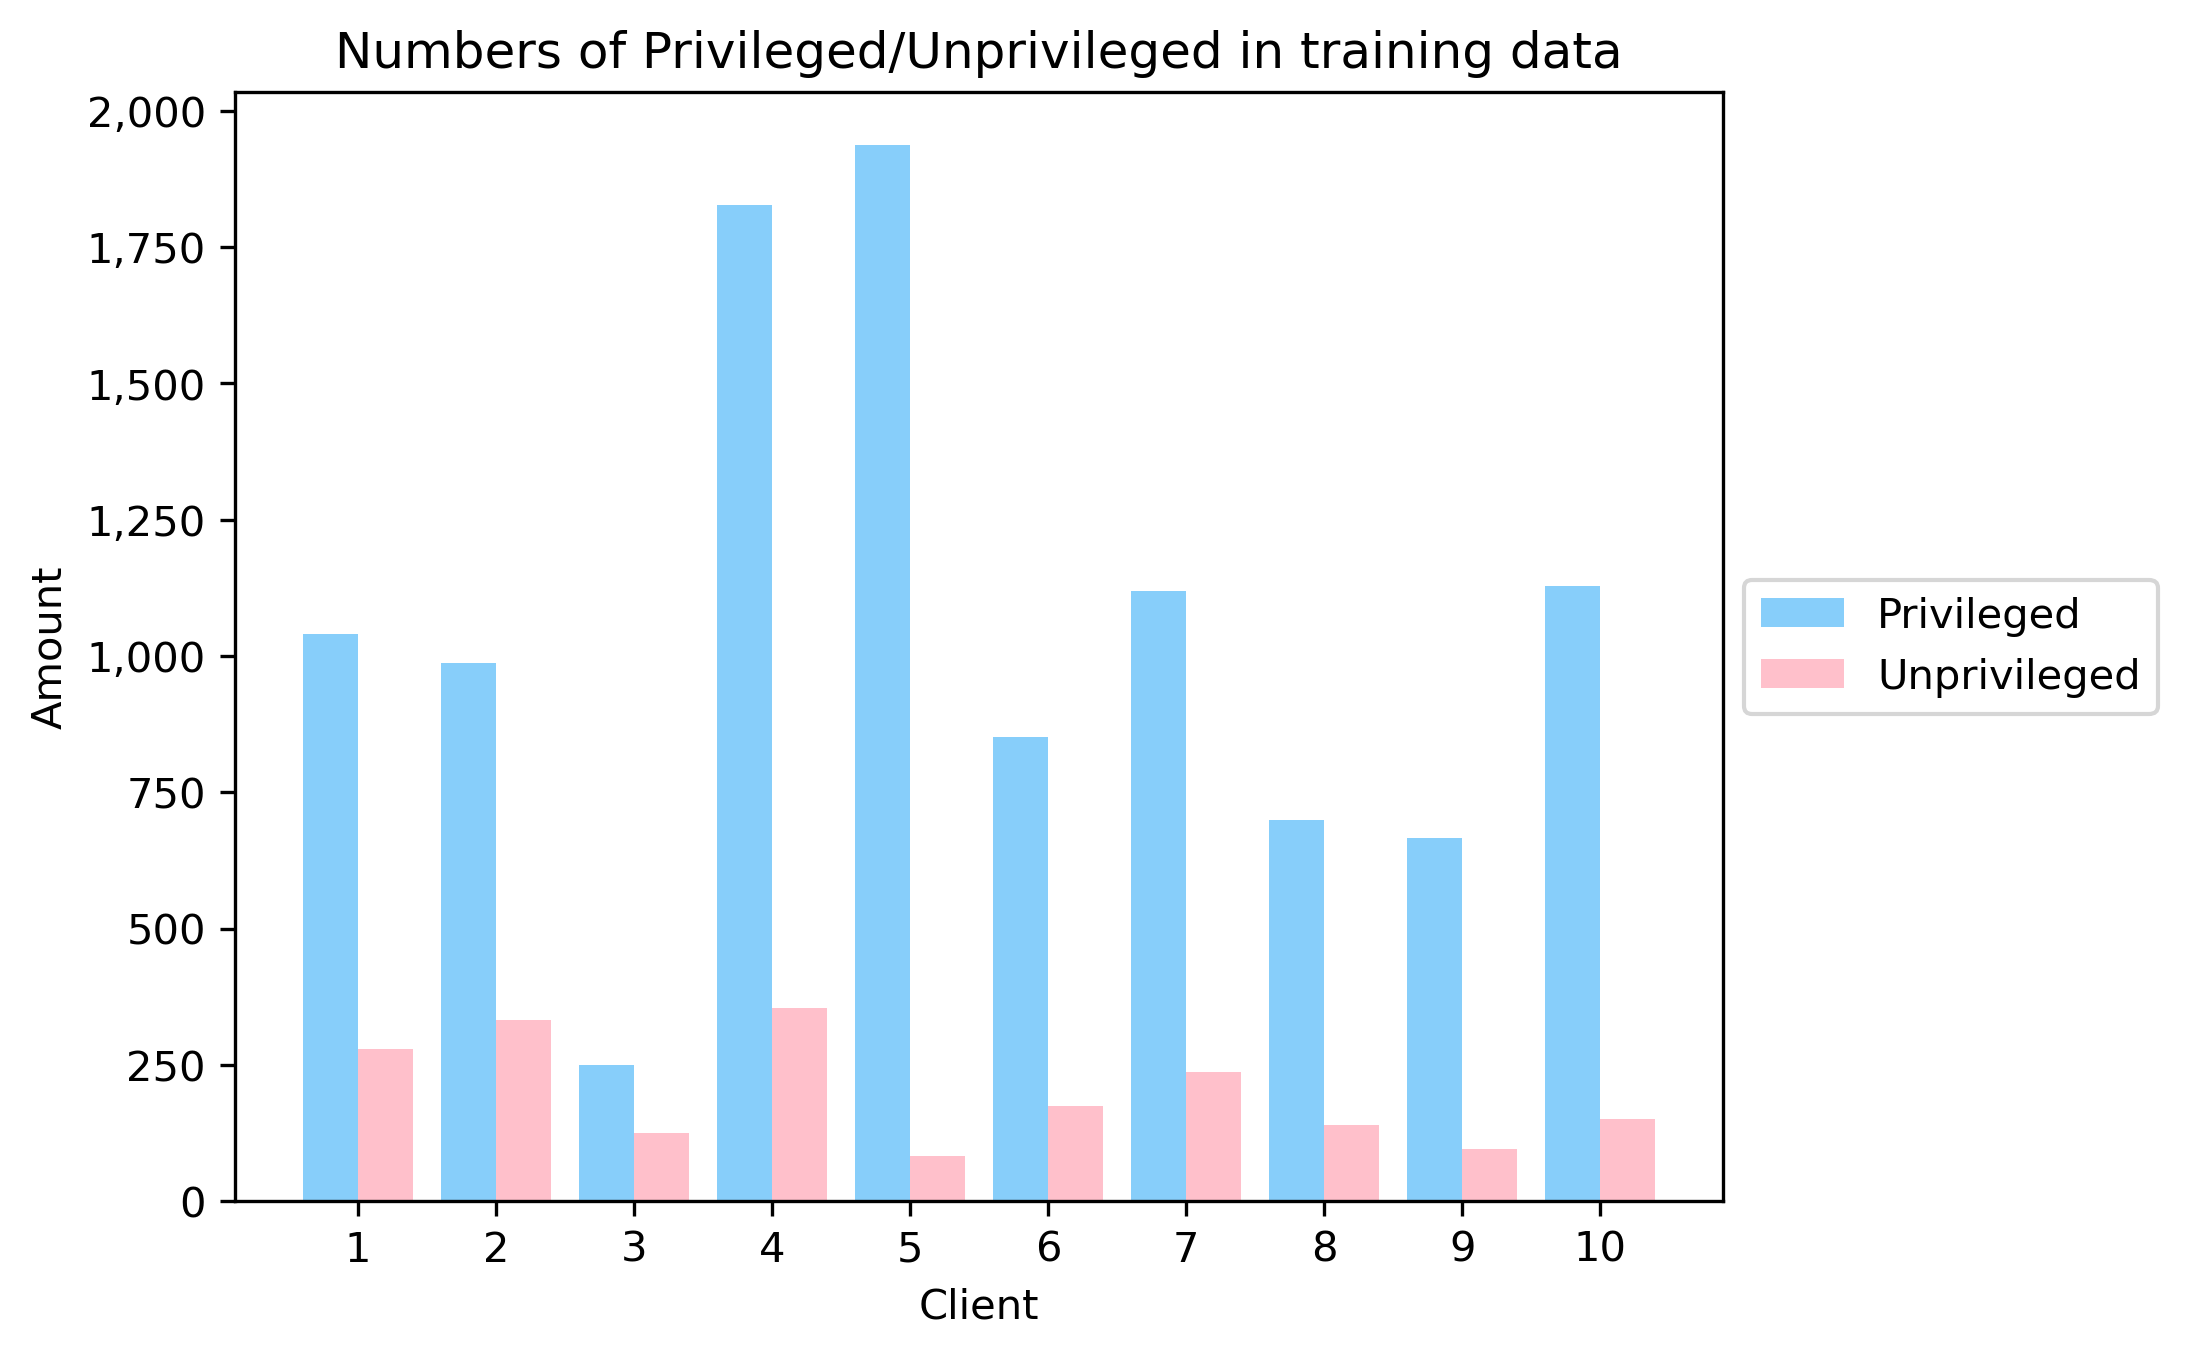 Numbers of Privileged/Unprivileged in training data
2,000
1,750
1,500
1,250
1,000
750
500
250
0
Amount
1 2 3 4 5 6 7 8 9 10
Client
Privileged
Unprivileged